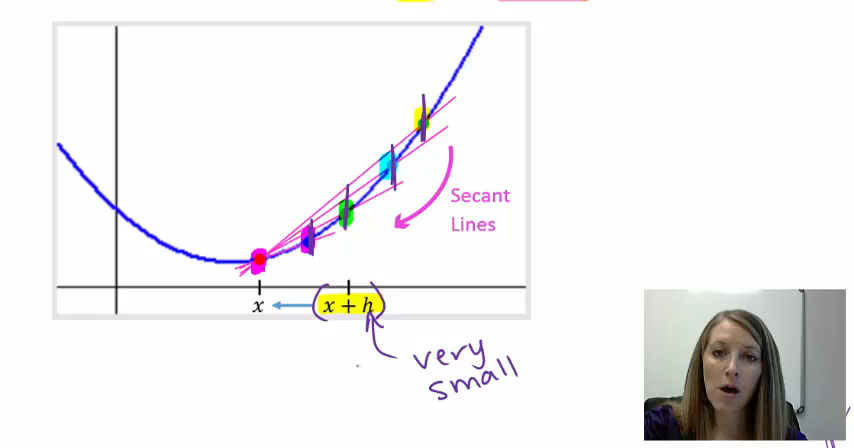 Secant
Lines
x
(x + h)
very
small